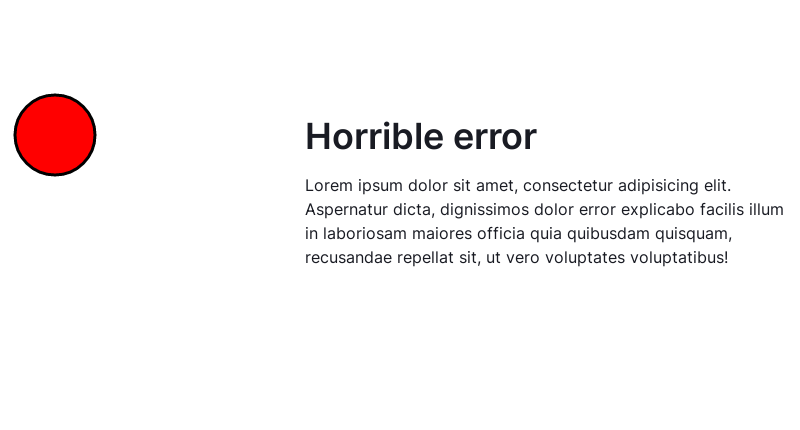 Horrible error
Lorem ipsum dolor sit amet, consectetur adipisicing elit.
Aspernatur dicta, dignissimos dolor error explicabo facilis illum
in laboriosam maiores officia quia quibusdam quisquam,
recusandae repellat sit, ut vero voluptates voluptatibus!